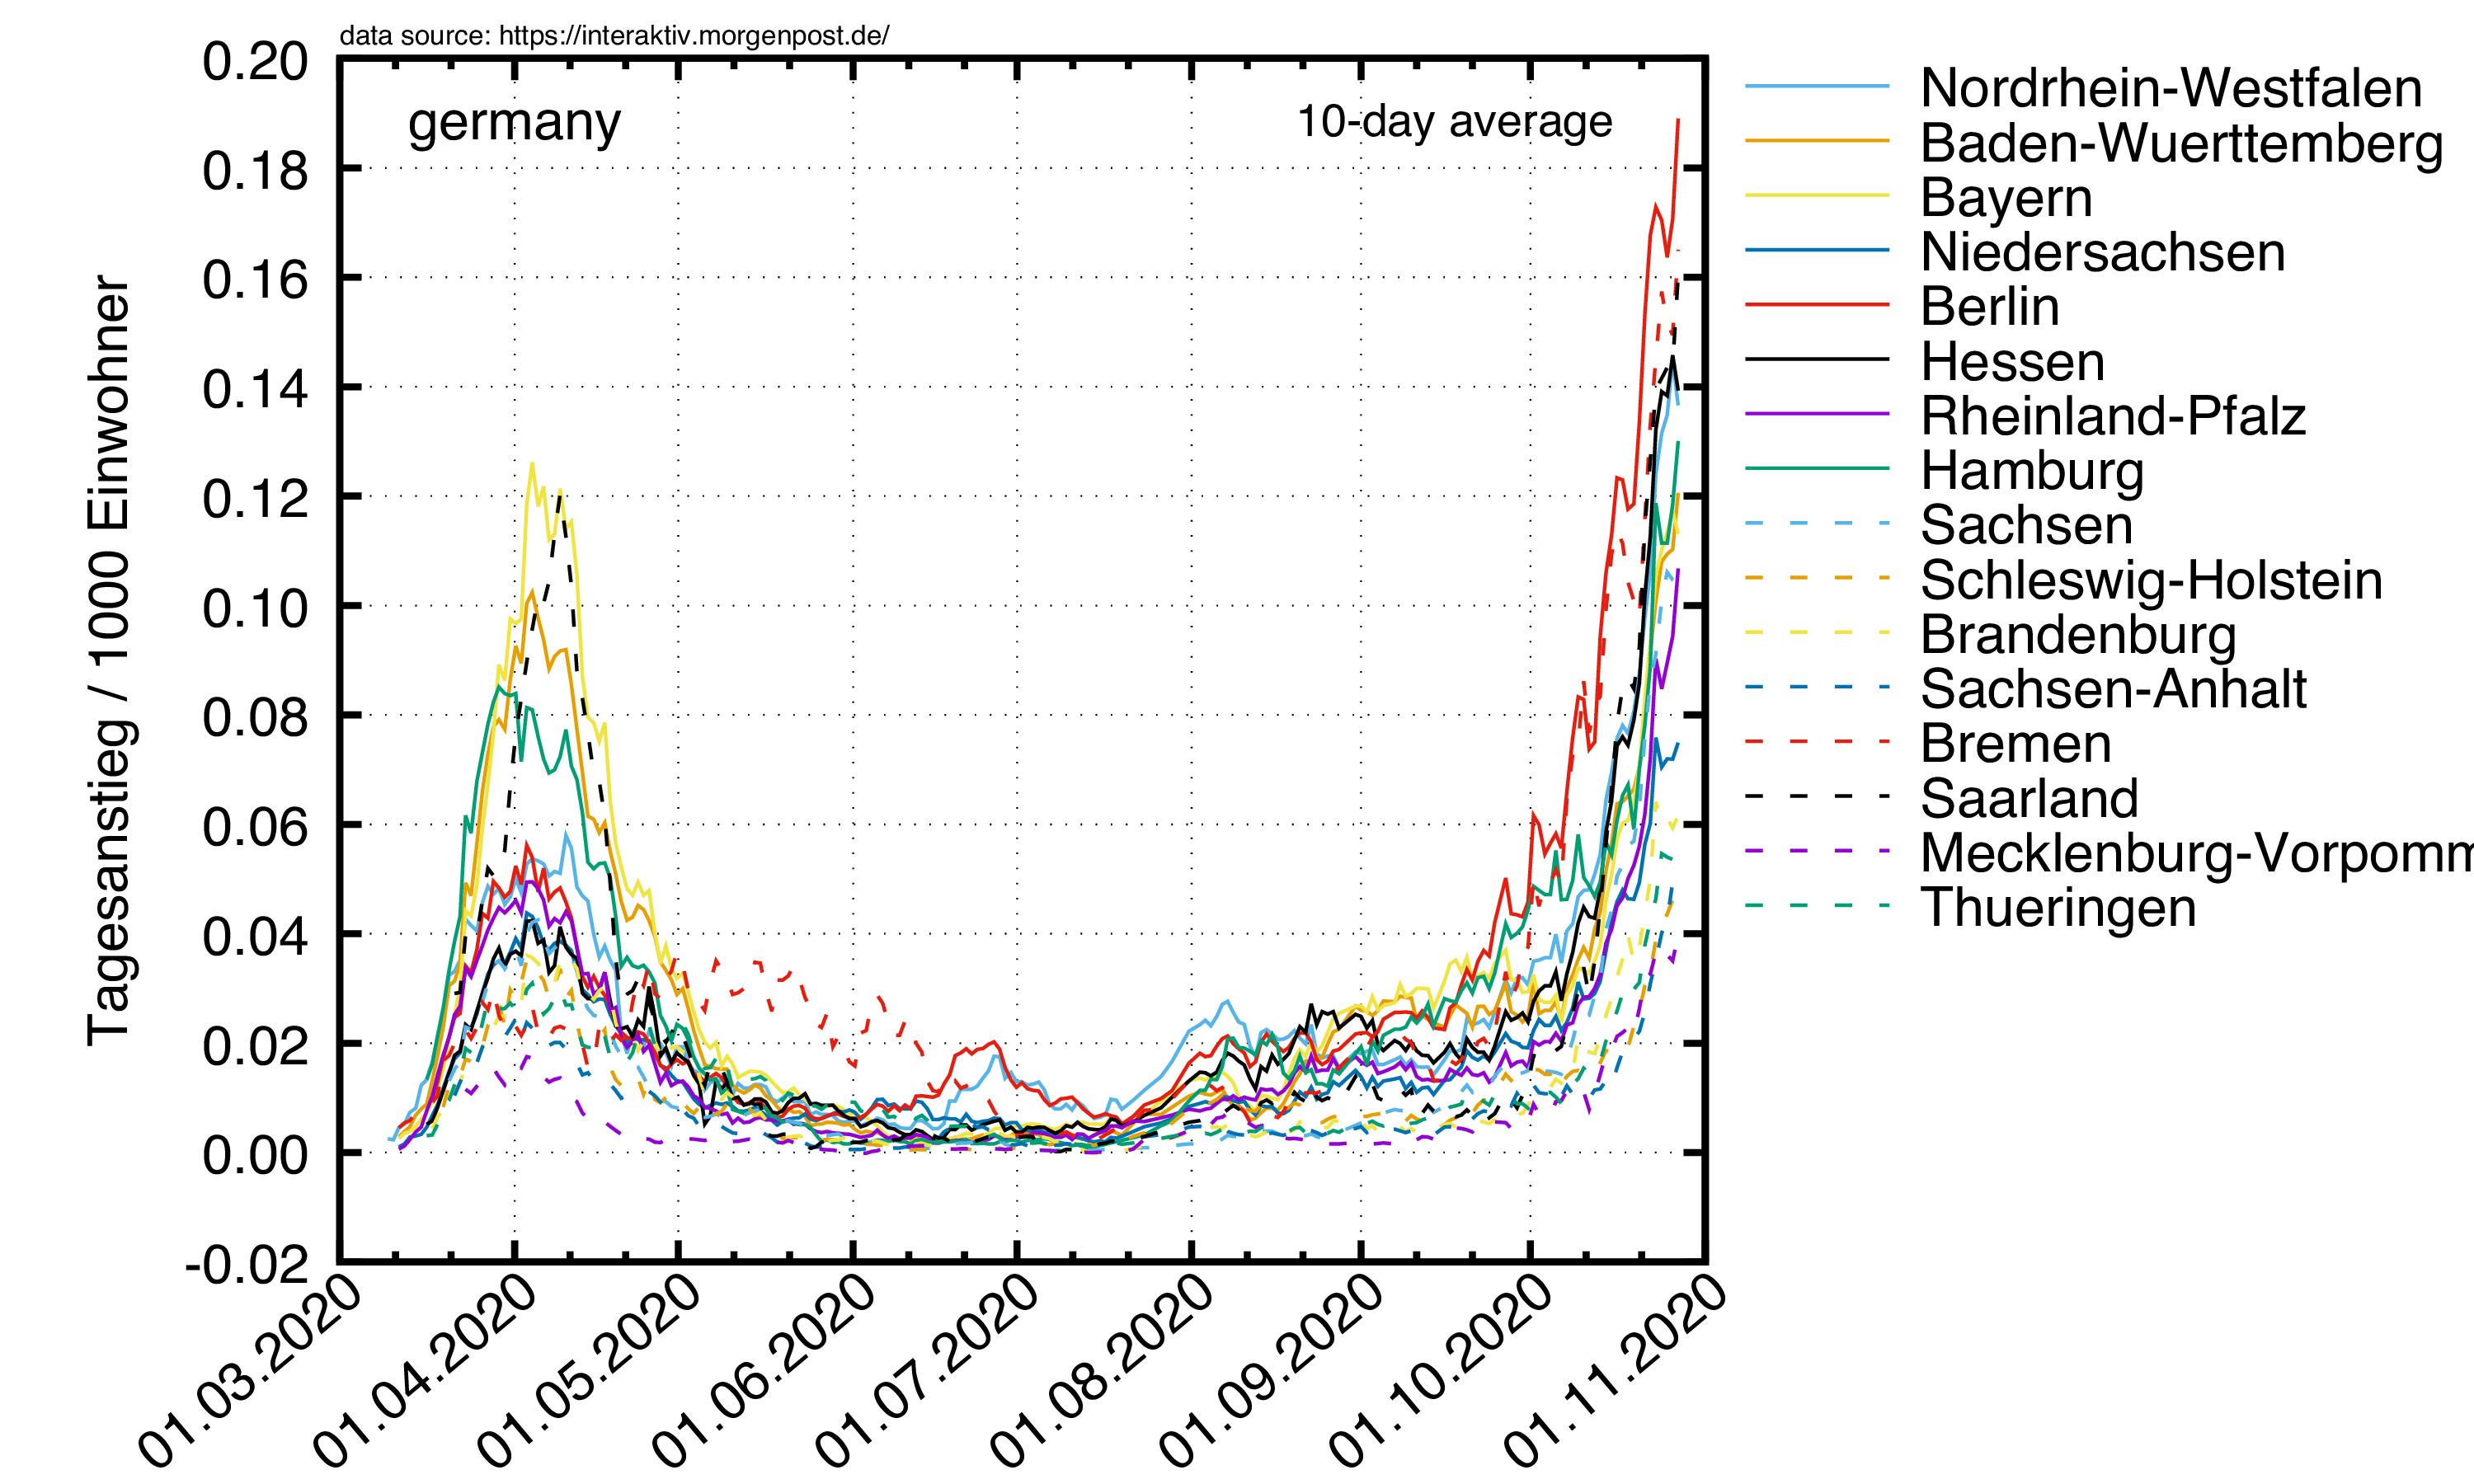 data source: https://interaktiv.morgenpost.de/
germany
10-day average
Tagesanstieg / 1000 Einwohner
0.20
0.18
0.16
0.14
0.12
0.10
0.08
0.06
0.04
0.02
0.00
-0.02
01.03.2020
01.04.2020
01.05.2020
01.06.2020
01.07.2020
01.08.2020
01.09.2020
01.10.2020
01.11.2020
Nordrhein-Westfalen
Baden-Wuerttemberg
Bayern
Niedersachsen
Berlin
Hessen
Rheinland-Pfalz
Hamburg
Sachsen
Schleswig-Holstein
Brandenburg
Sachsen-Anhalt
Bremen
Saarland
Mecklenburg-Vorpomm
Thueringen